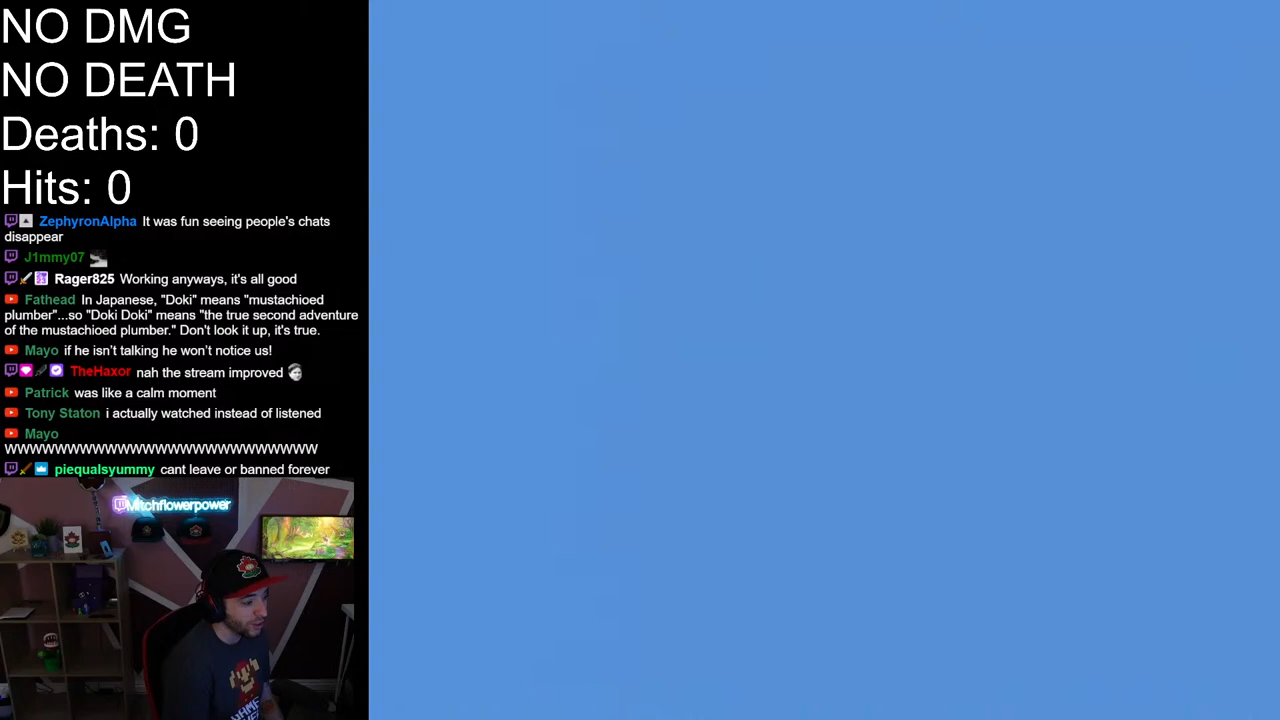 NO DMG
NO DEATH
Deaths: 0
Hits: 0
ZephyronAlpha It was fun seeing people's chats
disappear
J1mmy07
Rager825 Working anyways, it's all good
Fathead In Japanese, "Doki" means "mustachioed
plumber"...so "Doki Doki" means "the true second adventure
of the mustachioed plumber." Don't look it up, it's true.
Mayo if he isn't talking he won't notice us!
TheHaxor nah the stream improved
Patrick was like a calm moment
Tony Staton i actually watched instead of listened
Mayo
WWWWWWWWWWWWWWWWWWWWWWWWWW
piequalsyummy cant leave or banned forever
Mitchflowerpower